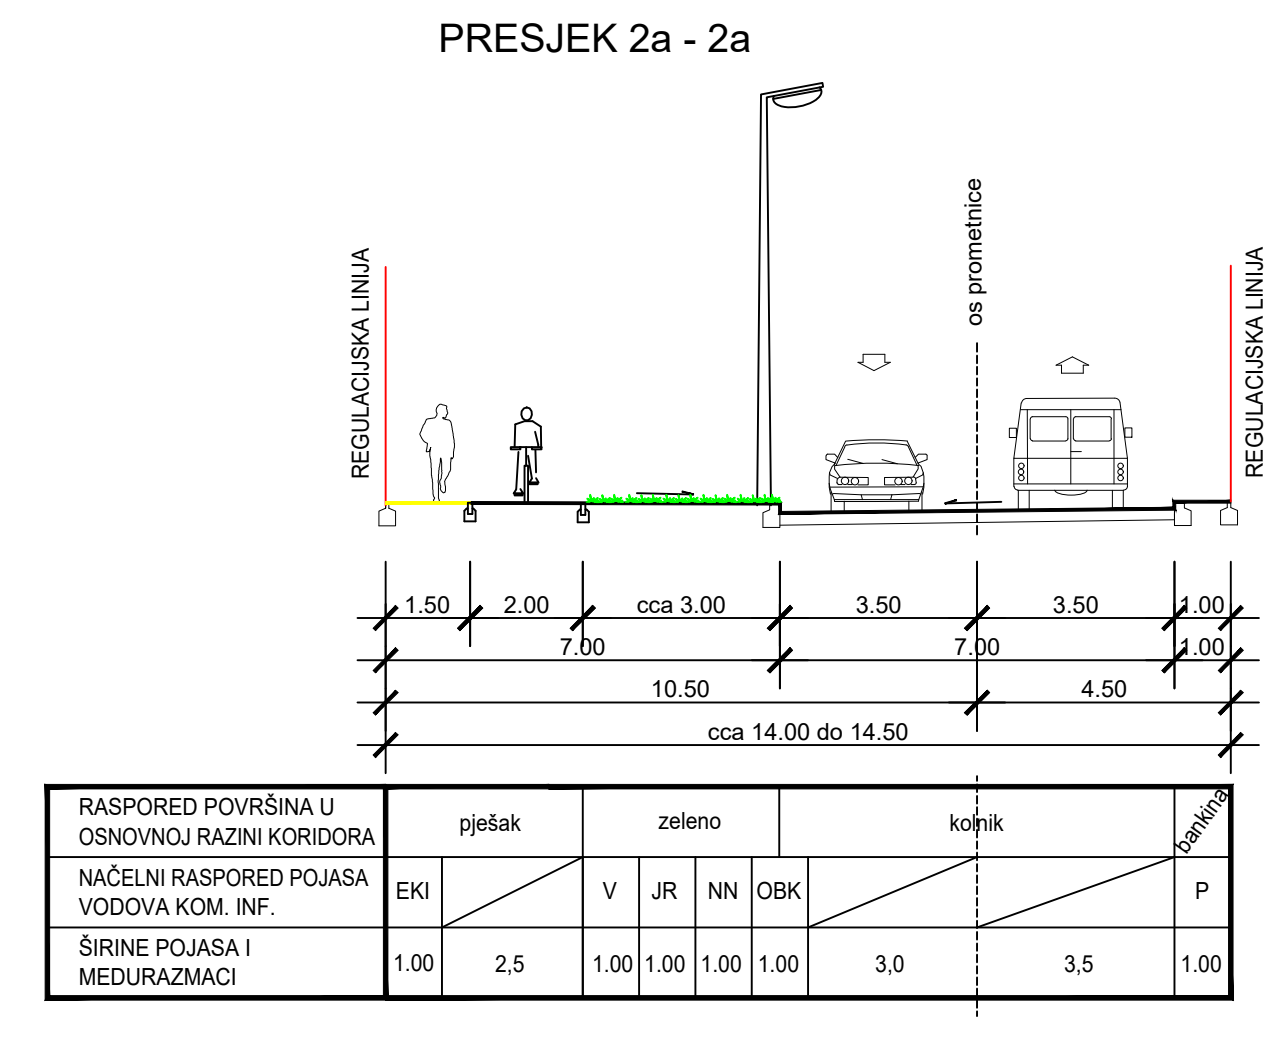 PRESJEK 2a - 2a
REGULACIJSKA LINIJA
os prometnice
REGULACIJSKA LINIJA
1.50 2.00 cca 3.00 3.50 3.50 1.00
7.00 7.00 1.00
10.50 4.50
cca 14.00 do 14.50
RASPORED POVRŠINA U
OSNOVNOJ RAZINI KORIDORA
pješak zeleno kolnik bankina
NAČELNI RASPORED POJASA
VODOVA KOM. INF.
EKI V JR NN OBK P
ŠIRINE POJASA I
MEDURAZMACI
1.00 2,5 1.00 1.00 1.00 1.00 3,0 3,5 1.00